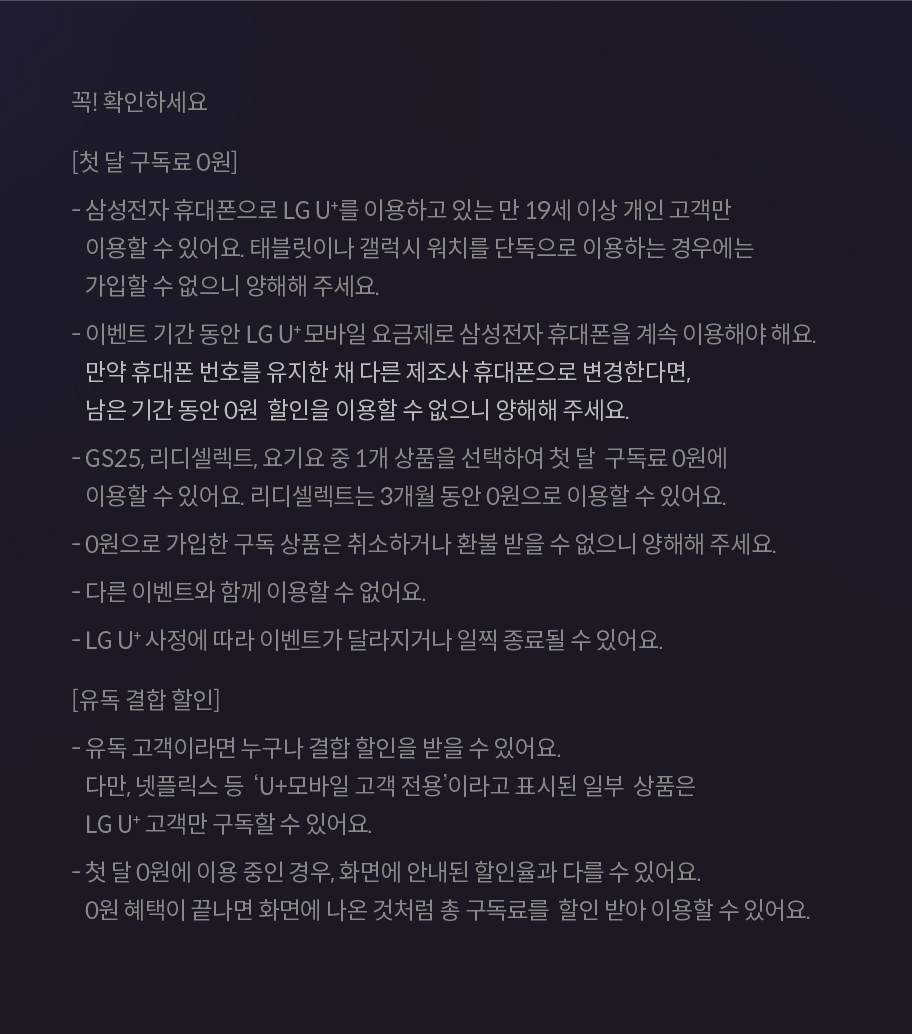 꼭! 확인하세요
[첫 달 구독료 0원]
- 삼성전자 휴대폰으로 LG U⁺를 이용하고 있는 만 19세 이상 개인 고객만
이용할 수 있어요. 태블릿이나 갤럭시 워치를 단독으로 이용하는 경우에는
가입할 수 없으니 양해해 주세요.
- 이벤트 기간 동안 LG U⁺ 모바일 요금제로 삼성전자 휴대폰을 계속 이용해야 해요.
만약 휴대폰 번호를 유지한 채 다른 제조사 휴대폰으로 변경한다면,
남은 기간 동안 0원 할인을 이용할 수 없으니 양해해 주세요.
- GS25, 리디셀렉트, 요기요 중 1개 상품을 선택하여 첫 달 구독료 0원에
이용할 수 있어요. 리디셀렉트는 3개월 동안 0원으로 이용할 수 있어요.
- 0원으로 가입한 구독 상품은 취소하거나 환불 받을 수 없으니 양해해 주세요.
- 다른 이벤트와 함께 이용할 수 없어요.
- LG U⁺ 사정에 따라 이벤트가 달라지거나 일찍 종료될 수 있어요.
[유독 결합 할인]
- 유독 고객이라면 누구나 결합 할인을 받을 수 있어요.
다만, 넷플릭스 등 ‘U+모바일 고객 전용’이라고 표시된 일부 상품은
LG U⁺ 고객만 구독할 수 있어요.
- 첫 달 0원에 이용 중인 경우, 화면에 안내된 할인율과 다를 수 있어요.
0원 혜택이 끝나면 화면에 나온 것처럼 총 구독료를 할인 받아 이용할 수 있어요.